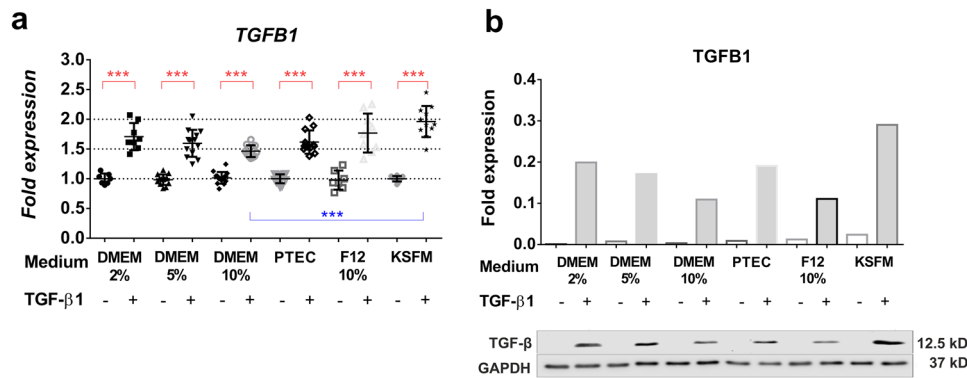 a
TGFB1
Fold expression
3.0
2.5
2.0
1.5
1.0
0.5
0.0
*** *** *** *** *** ***
***
Medium DMEM 2% DMEM 5% DMEM 10% PTEC F12 10% KSFM
TGF-β1 - + - + - + - + - + - +
b
TGFB1
Fold expression
0.4
0.3
0.2
0.1
0.0
Medium DMEM 2% DMEM 5% DMEM 10% PTEC F12 10% KSFM
TGF-β1 - + - + - + - + - + - +
TGF-β 12.5 kD
GAPDH 37 kD